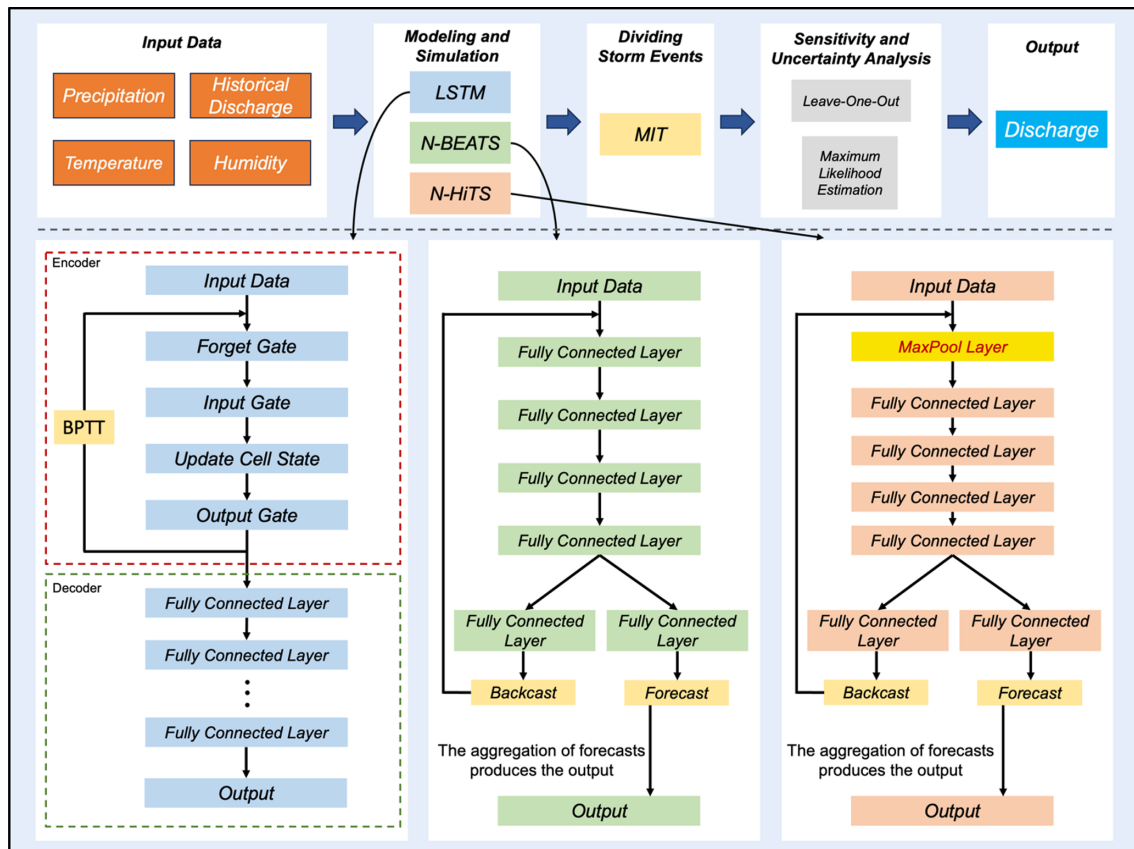 Input Data
Precipitation
Historical
Discharge
Temperature
Humidity
Modeling and
Simulation
LSTM
N-BEATS
N-HiTS
Dividing
Storm Events
MIT
Sensitivity and
Uncertainty Analysis
Leave-One-Out
Maximum
Likelihood
Estimation
Output
Discharge
Encoder
Input Data
Forget Gate
Input Gate
BPTT
Update Cell State
Output Gate
Decoder
Fully Connected Layer
Fully Connected Layer
Fully Connected Layer
Output
Input Data
Fully Connected Layer
Fully Connected Layer
Fully Connected Layer
Fully Connected Layer
Fully Connected
Layer
Fully Connected
Layer
Backcast
Forecast
The aggregation of forecasts
produces the output
Output
Input Data
MaxPool Layer
Fully Connected Layer
Fully Connected Layer
Fully Connected Layer
Fully Connected Layer
Fully Connected
Layer
Fully Connected
Layer
Backcast
Forecast
The aggregation of forecasts
produces the output
Output